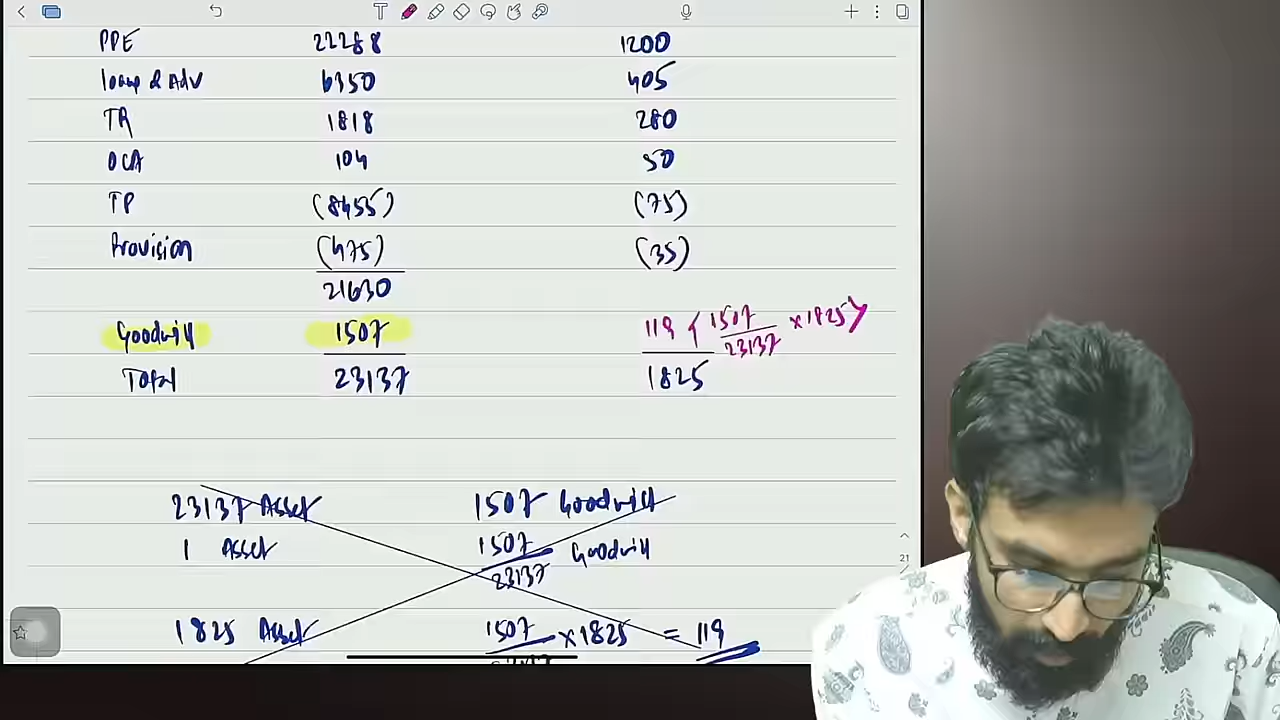 PPE 22288 1200
loans & Adv 6350 405
TR 1818 280
OCA 104 50
TP (8455) (75)
Provision (475) (35)
21630
Goodwill 1507 119 { 1507/23137 ×1825}
Total 23137 1825
23137 Asset 1507 Goodwill
1 Asset 1507/23137 Goodwill
21
1825 Asset 1507/23137 ×1825 = 119